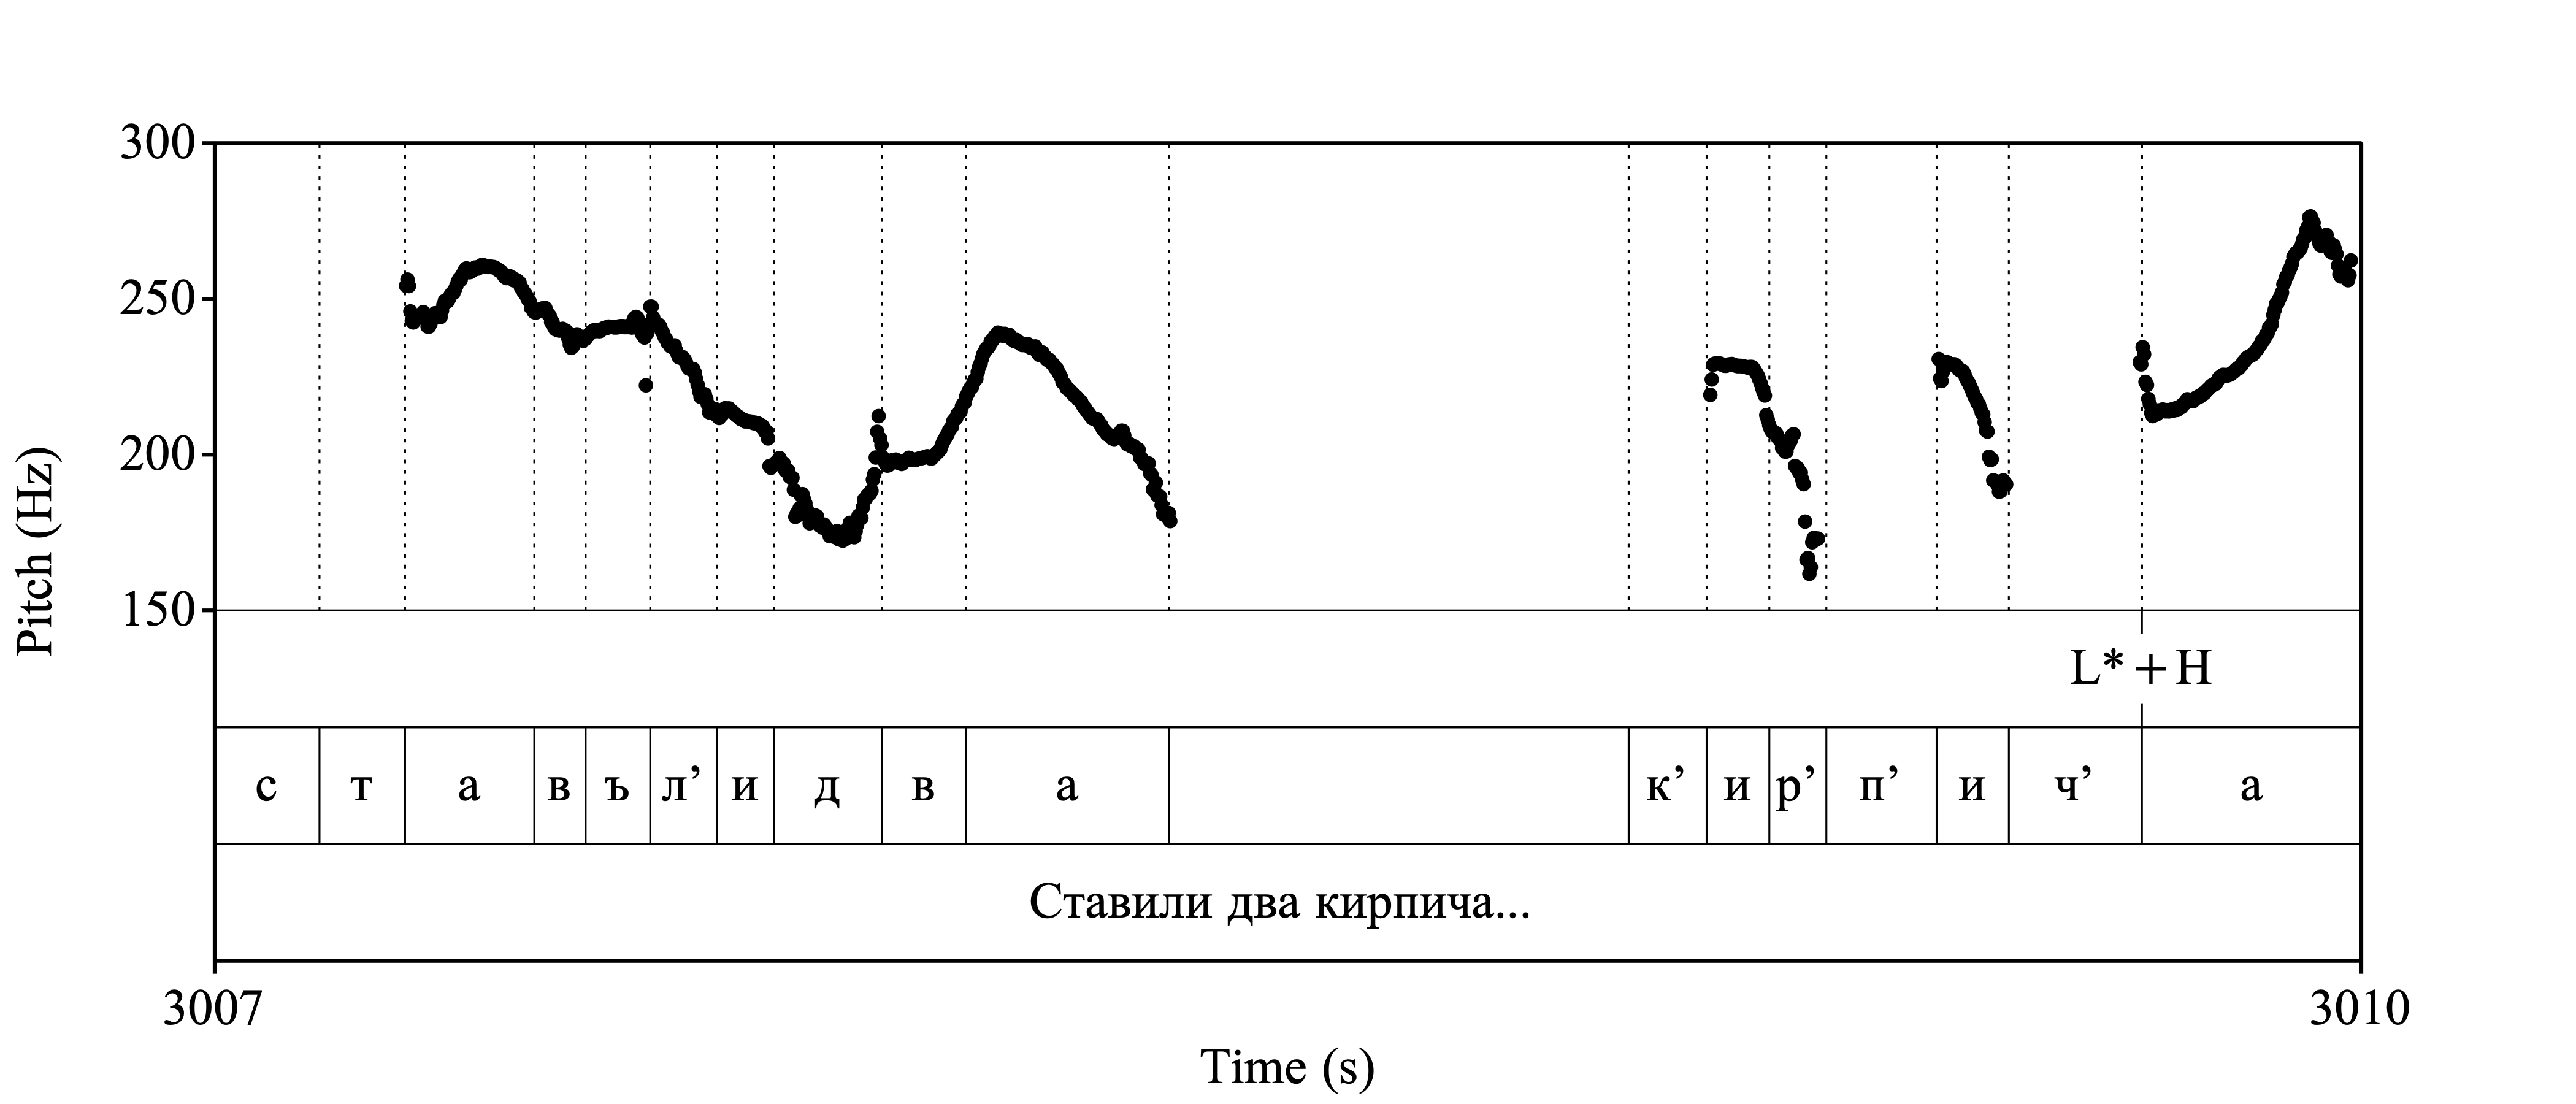 300
250
200
150
Pitch (Hz)
L* + H
с т а в ъ л’ и д в а к’ и р’ п’ и ч’ а
Ставили два кирпича...
3007 3010
Time (s)